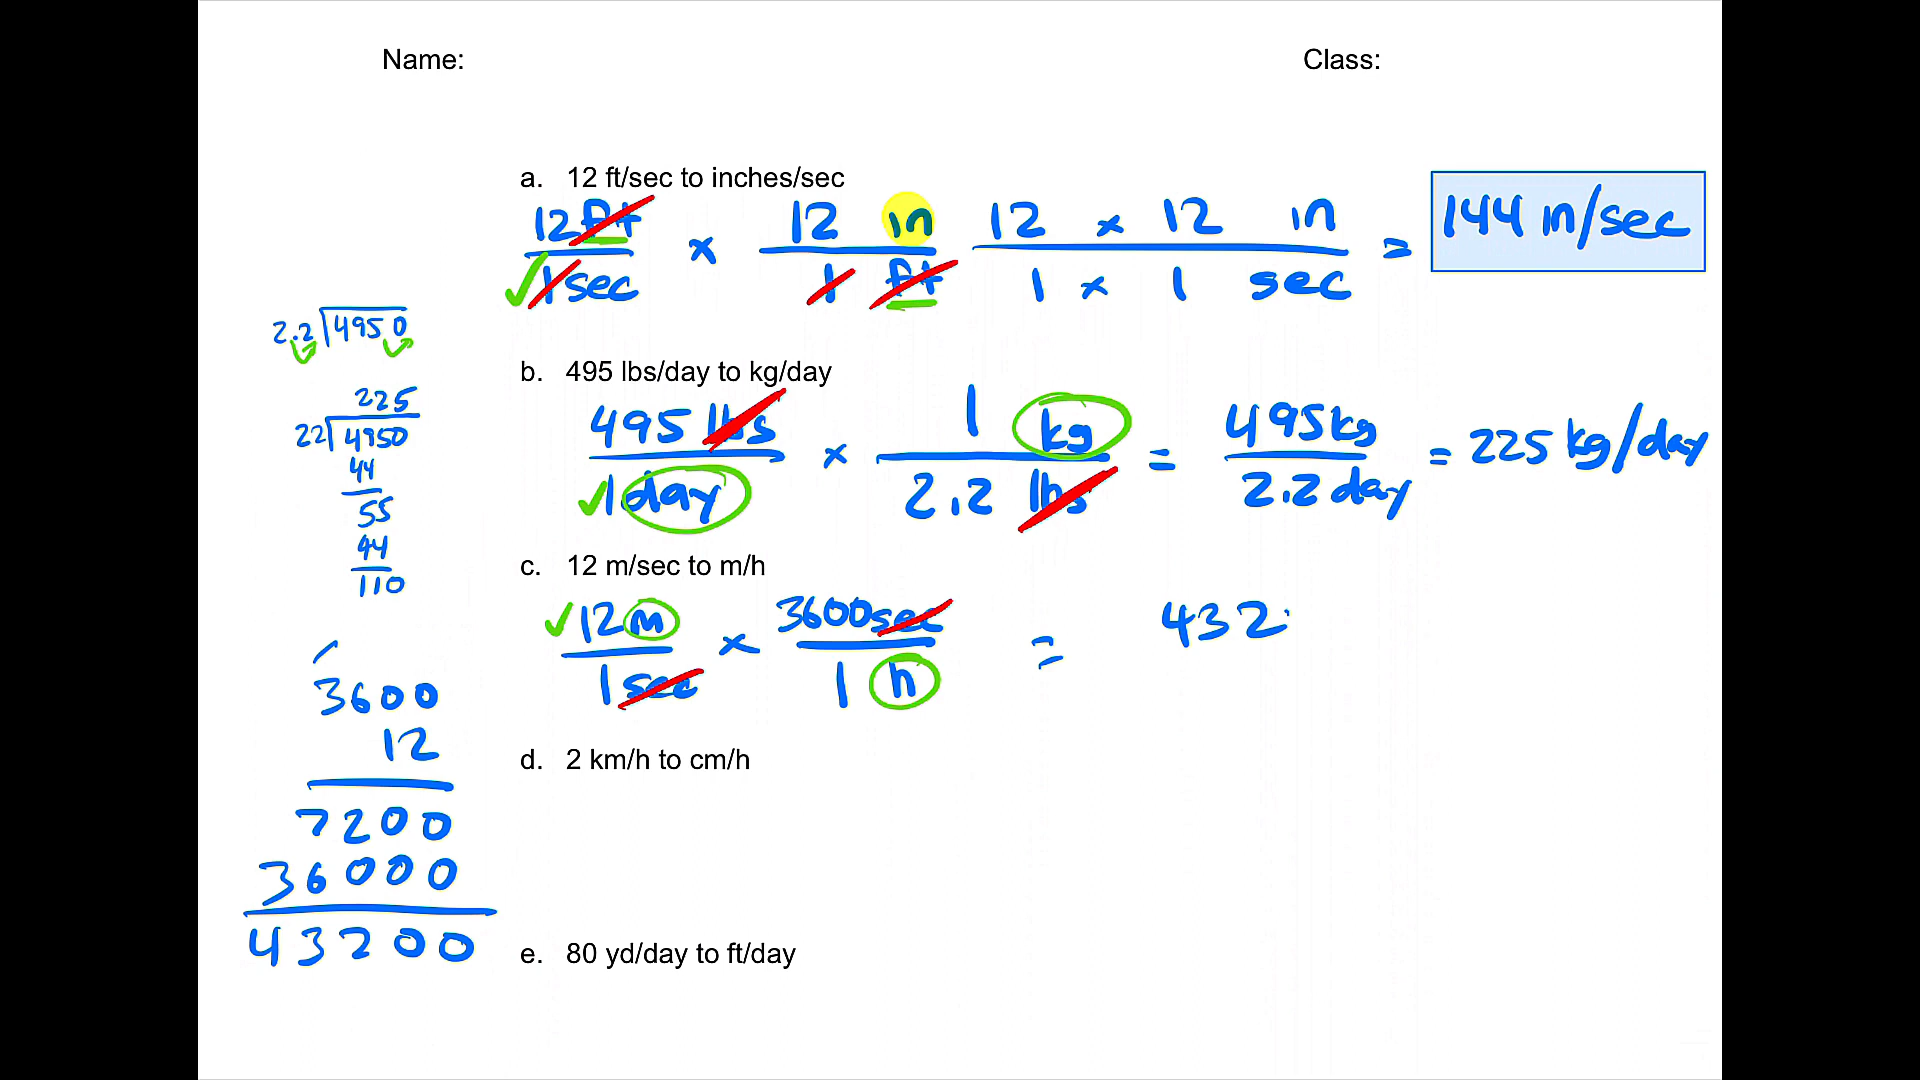 Name: Class:
a. 12 ft/sec to inches/sec
12 ft / 1 sec × 12 in / 1 ft 12 × 12 in / 1 × 1 sec = 144 in/sec
2.2 4950
b. 495 lbs/day to kg/day
495 lbs / 1 day × 1 kg / 2.2 lbs = 495 kg / 2.2 day = 225 kg/day
225
22 4950
44
55
44
110
c. 12 m/sec to m/h
12 m / 1 sec × 3600 sec / 1 h = 432
3600
12
7200
36000
43200
d. 2 km/h to cm/h
e. 80 yd/day to ft/day